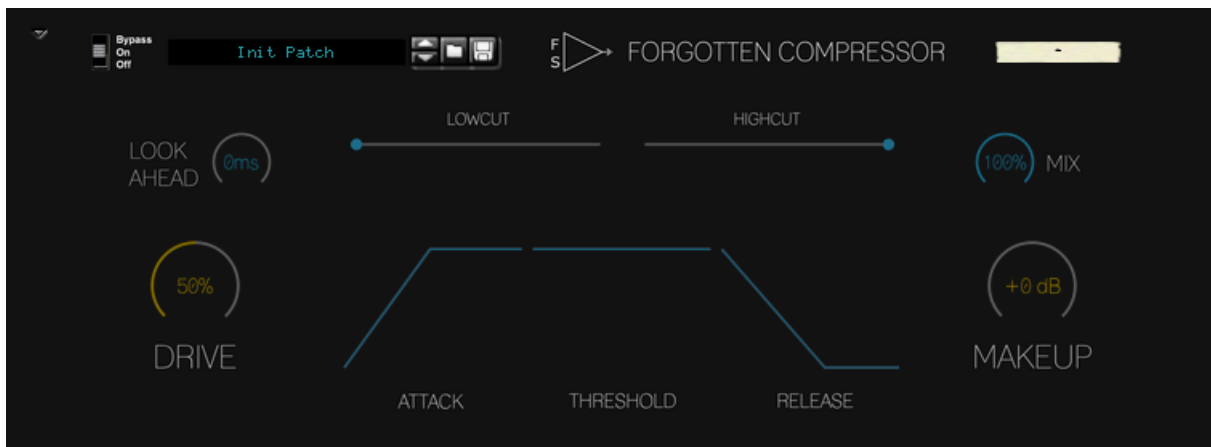 Bypass
On
Off
Init Patch
FS
FORGOTTEN COMPRESSOR
-
LOWCUT
HIGHCUT
LOOK
AHEAD
0ms
100%
MIX
50%
+0 dB
DRIVE
MAKEUP
ATTACK
THRESHOLD
RELEASE